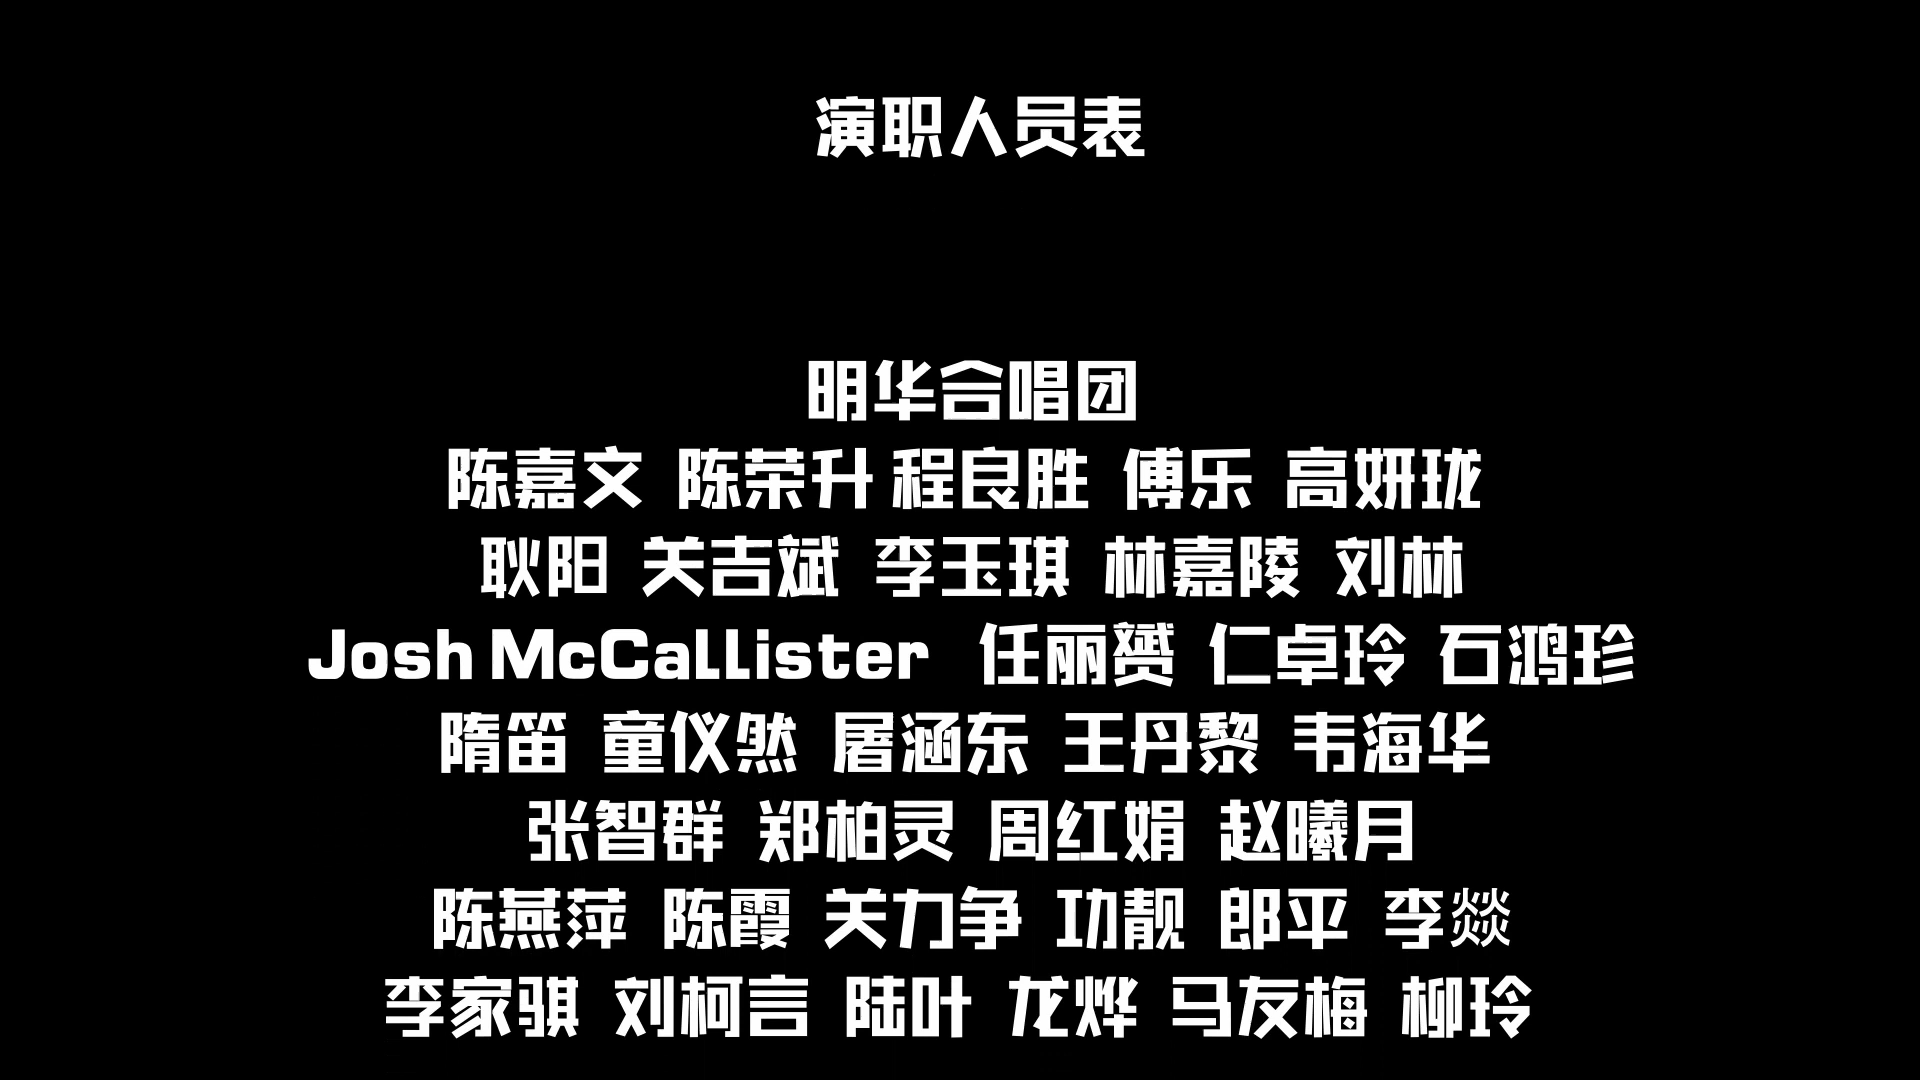 演职人员表
明华合唱团
陈嘉文 陈荣升 程良胜 傅乐 高妍珑
耿阳 关吉斌 李玉琪 林嘉陵 刘林
Josh McCallister 任丽赟 仁卓玲 石鸿珍
隋笛 童仪然 屠涵东 王丹黎 韦海华
张智群 郑柏灵 周红娟 赵曦月
陈燕萍 陈霞 关力争 功靓 郎平 李燚
李家骐 刘柯言 陆叶 龙烨 马友梅 柳玲